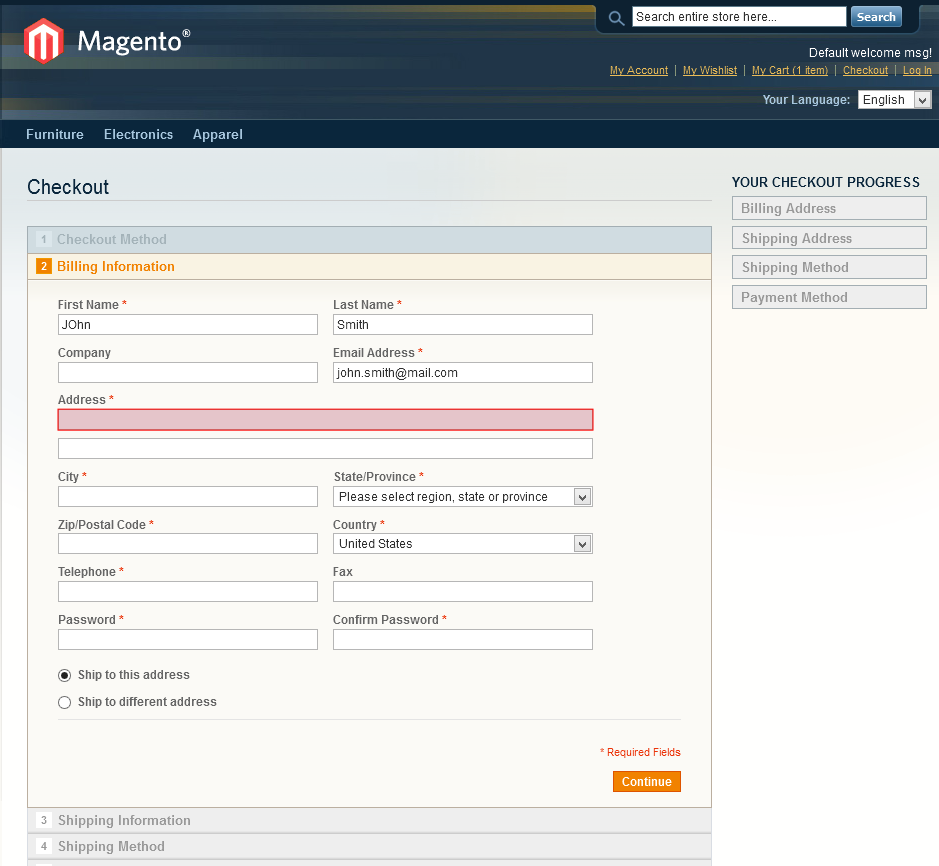 Search entire store here...
Search
Magento®
Default welcome msg!
My Account | My Wishlist | My Cart (1 item) | Checkout | Log In
Your Language: English
Furniture Electronics Apparel
Checkout
1 Checkout Method
2 Billing Information
First Name * Last Name *
JOhn Smith
Company Email Address *
john.smith@mail.com
Address *
City * State/Province *
Please select region, state or province
Zip/Postal Code * Country *
United States
Telephone * Fax
Password * Confirm Password *
Ship to this address
Ship to different address
* Required Fields
Continue
3 Shipping Information
4 Shipping Method
YOUR CHECKOUT PROGRESS
Billing Address
Shipping Address
Shipping Method
Payment Method